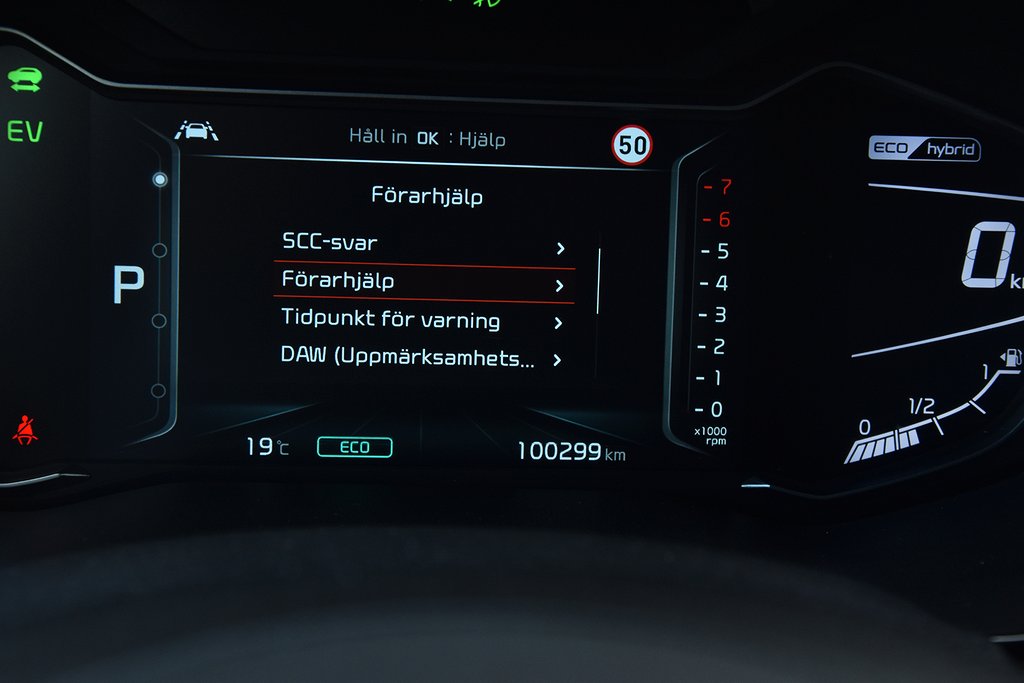 EV
Håll in OK : Hjälp
50
ECO hybrid
Förarhjälp
SCC-svar
Förarhjälp
Tidpunkt för varning
DAW (Uppmärksamhets...
P
- 7
- 6
- 5
- 4
- 3
- 2
- 1
- 0
x1000
rpm
0
1
1/2
0
19°C
ECO
100299 km